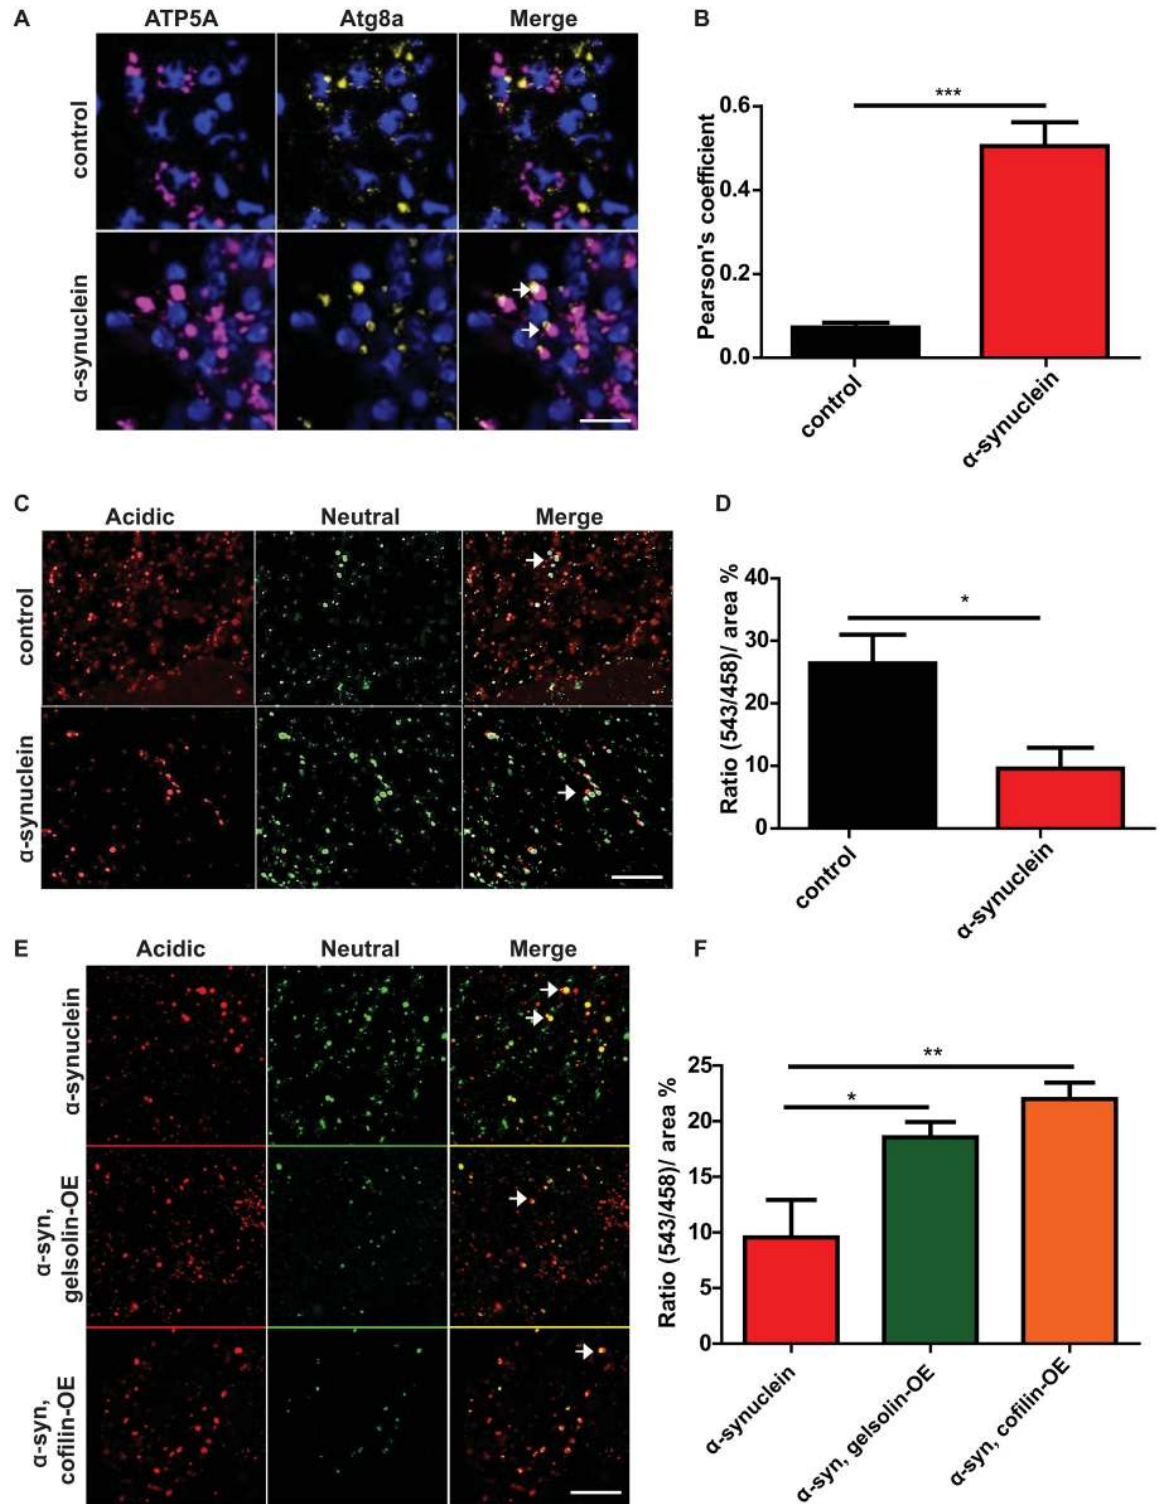 A
ATP5A Atg8a Merge
control
α-synuclein
B
***
Pearson's coefficient
0.6
0.4
0.2
0.0
control
α-synuclein
C
Acidic Neutral Merge
control
α-synuclein
D
*
Ratio (543/458)/ area %
40
30
20
10
0
control
α-synuclein
E
Acidic Neutral Merge
α-synuclein
α-syn,
gelsolin-OE
α-syn,
cofilin-OE
F
**
*
Ratio (543/458)/ area %
25
20
15
10
5
0
α-synuclein
α-syn, gelsolin-OE
α-syn, cofilin-OE